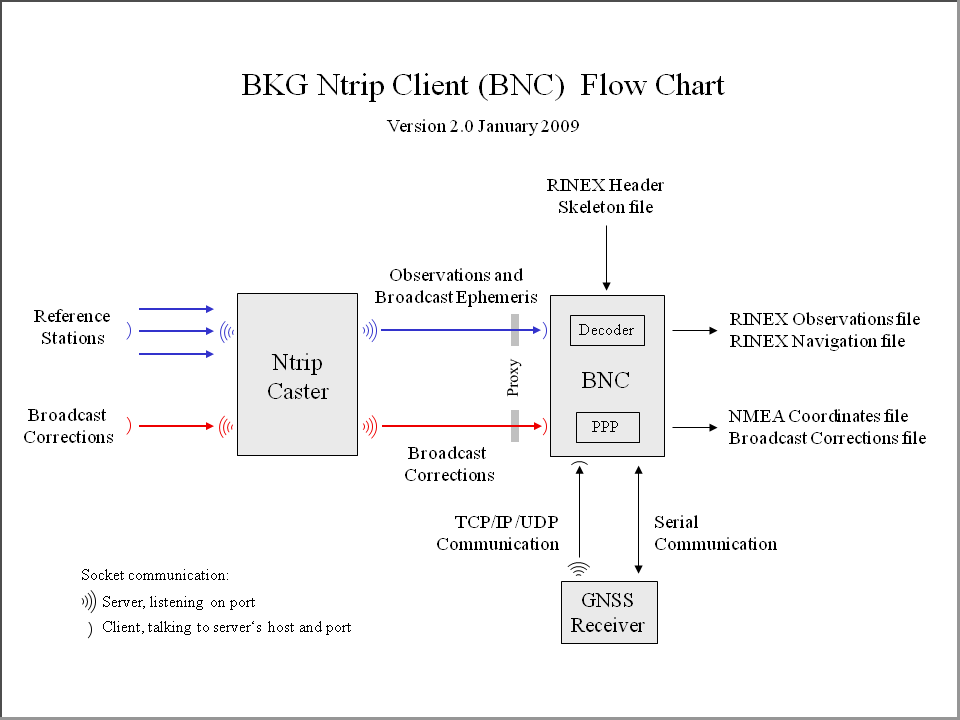 BKG Ntrip Client (BNC)  Flow Chart
Version 2.0 January 2009
RINEX Header
Skeleton file
Observations and
Broadcast Ephemeris
Reference
Stations
Ntrip
Caster
Proxy
Decoder
BNC
PPP
RINEX Observations file
RINEX Navigation file
Broadcast
Corrections
Broadcast
Corrections
NMEA Coordinates file
Broadcast Corrections file
TCP/IP/UDP
Communication
Serial
Communication
GNSS
Receiver
Socket communication:
Server, listening on port
Client, talking to server's host and port